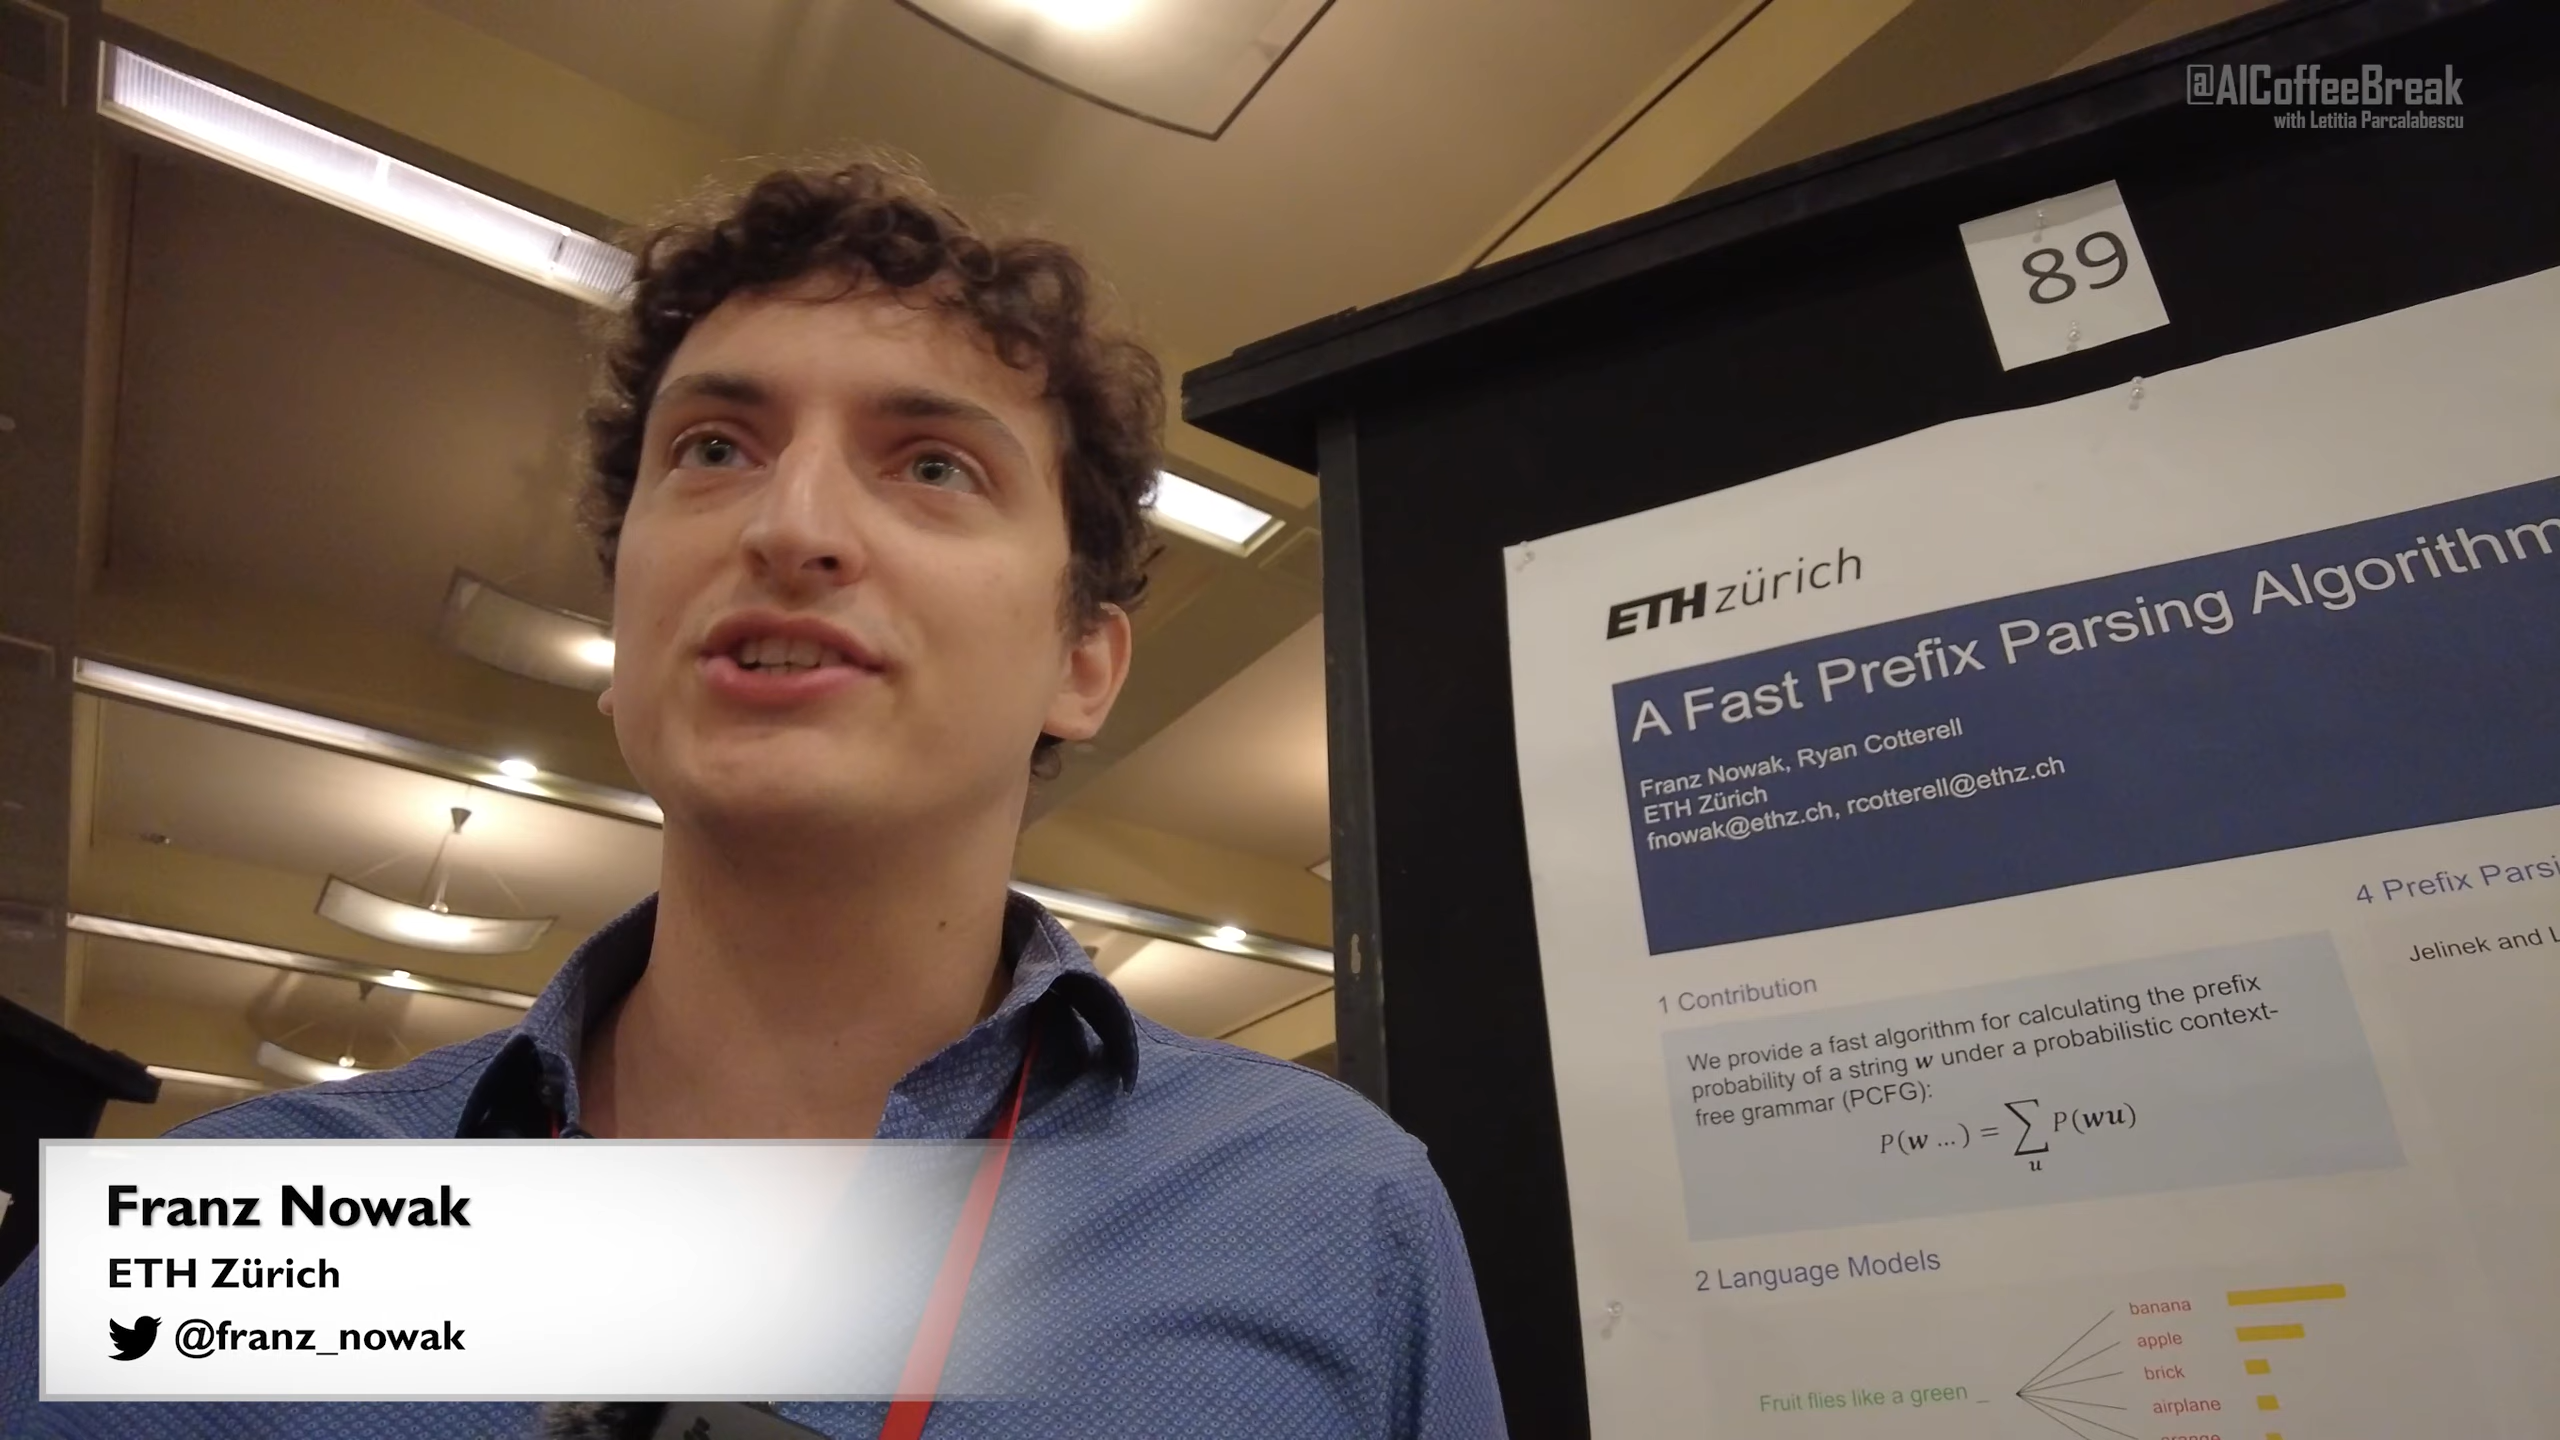 @AICoffeeBreak
with Letitia Parcalabescu
89
ETH zürich
A Fast Prefix Parsing Algorithm
Franz Nowak, Ryan Cotterell
ETH Zürich
fnowak@ethz.ch, rcotterell@ethz.ch
1 Contribution
We provide a fast algorithm for calculating the prefix
probability of a string w under a probabilistic context-
free grammar (PCFG):
P(w ...) = ∑ P(wu)
u
2 Language Models
Fruit flies like a green _
banana
apple
brick
airplane
4 Prefix
Jelinek and
Franz Nowak
ETH Zürich
@franz_nowak